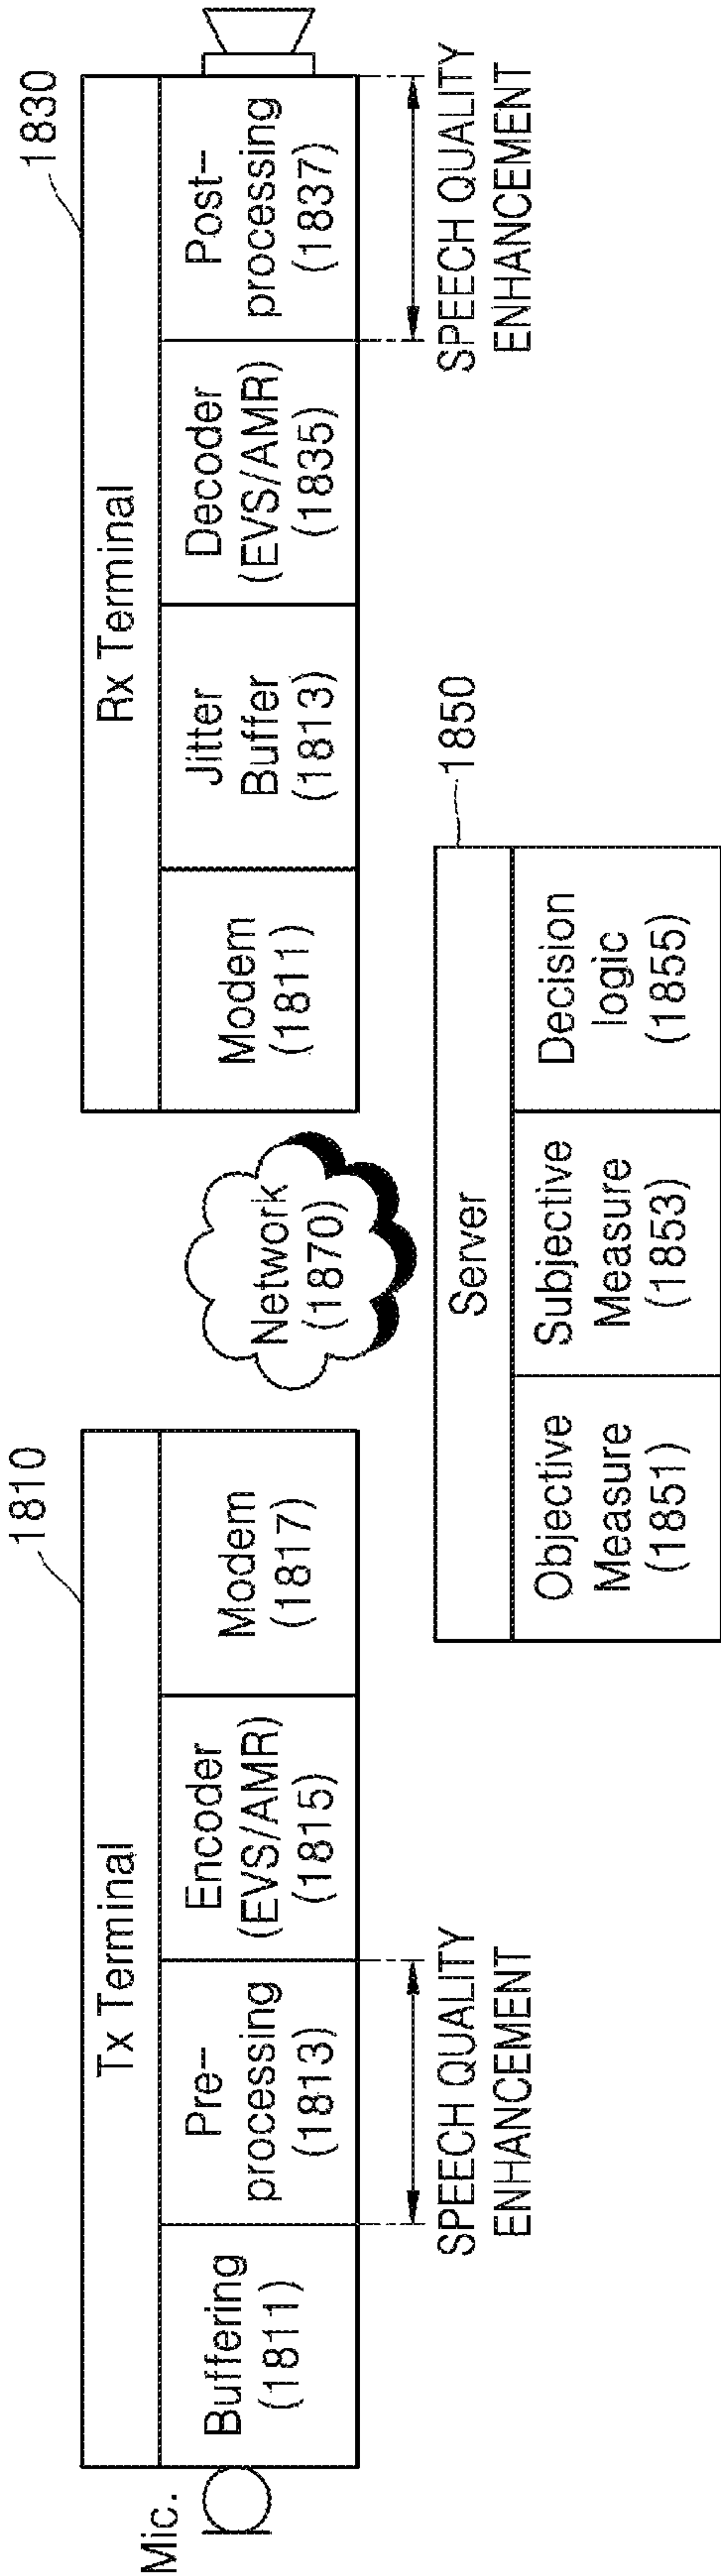 1810
Tx Terminal
Mic.
Buffering
(1811)
Pre-
processing
(1813)
Encoder
(EVS/AMR)
(1815)
Modem
(1817)
SPEECH QUALITY
ENHANCEMENT
Network
(1870)
1830
Rx Terminal
Modem
(1811)
Jitter
Buffer
(1813)
Decoder
(EVS/AMR)
(1835)
Post-
processing
(1837)
SPEECH QUALITY
ENHANCEMENT
1850
Server
Objective
Measure
(1851)
Subjective
Measure
(1853)
Decision
logic
(1855)